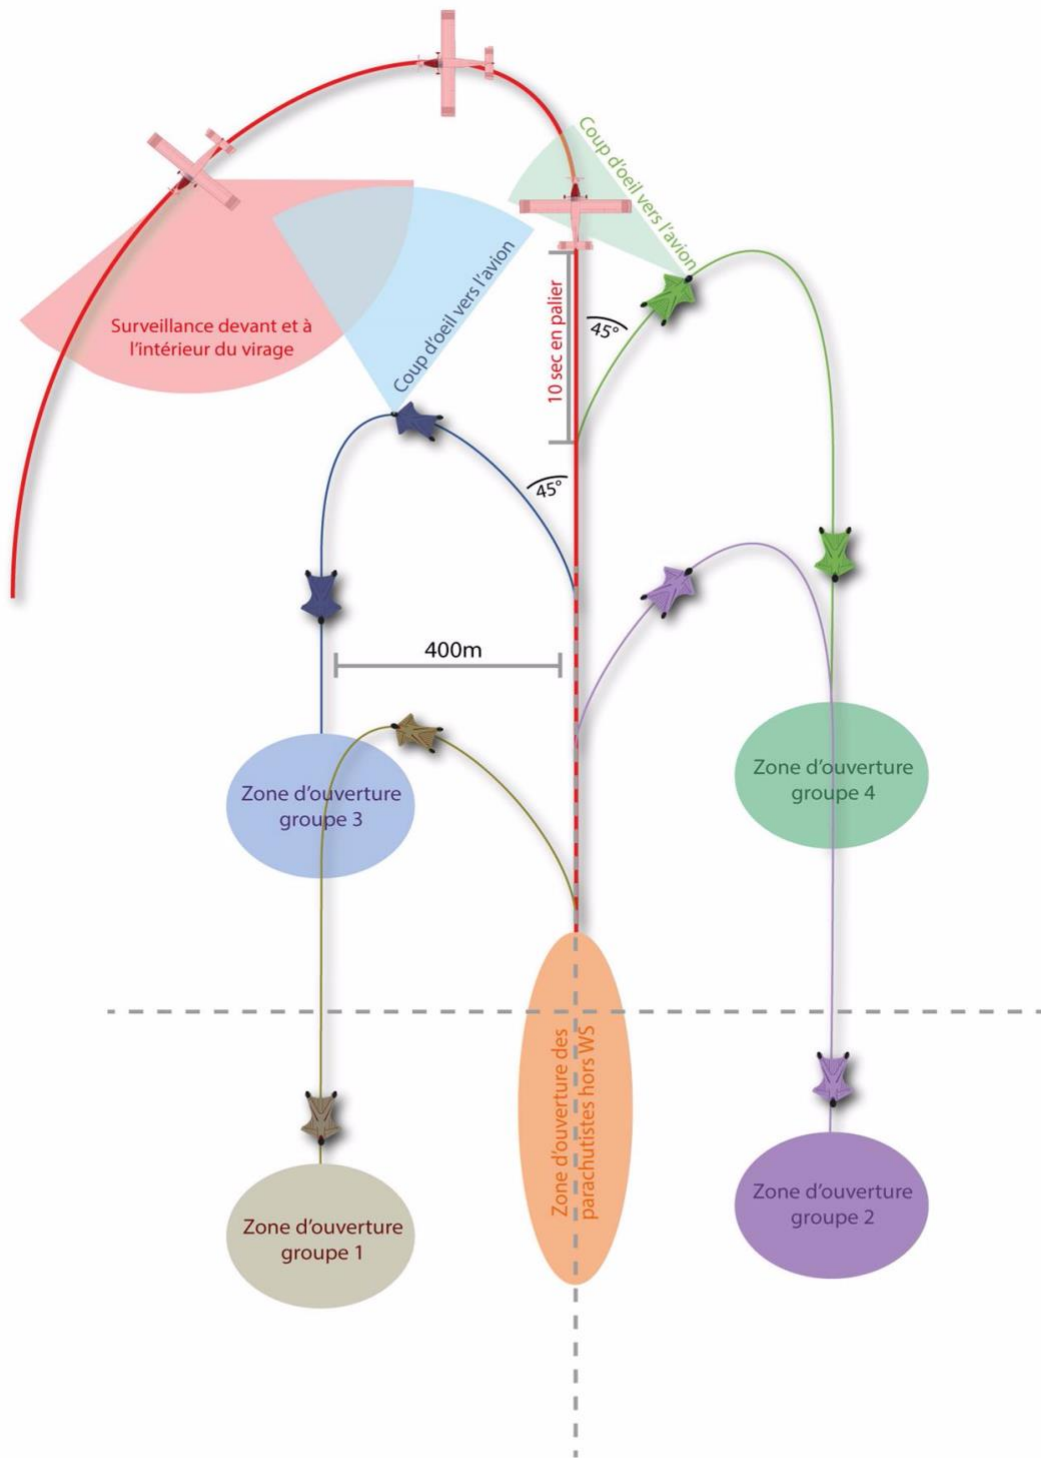 Coup d'oeil vers l'avion
Coup d'oeil vers l'avion
Surveillance devant et à
l'intérieur du virage
10 sec en palier
45°
45°
400m
Zone d'ouverture
groupe 3
Zone d'ouverture
groupe 4
Zone d'ouverture des
parachutistes hors WS
Zone d'ouverture
groupe 1
Zone d'ouverture
groupe 2